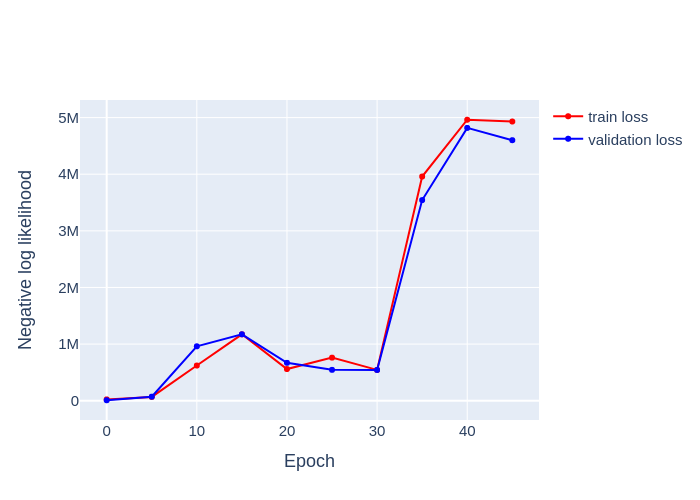 train loss
validation loss
5M
4M
3M
2M
1M
0
Negative log likelihood
0 10 20 30 40
Epoch